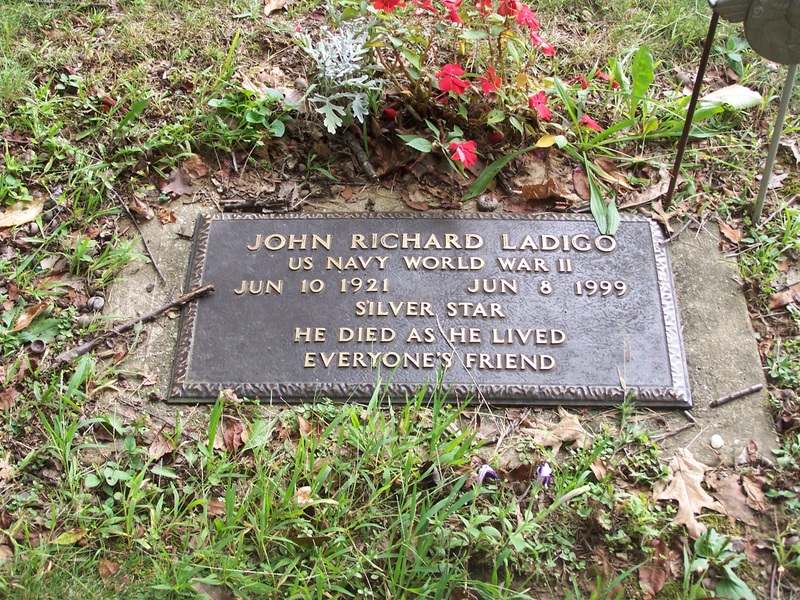 JOHN RICHARD LADIGO
US NAVY WORLD WAR II
JUN 10 1921 JUN 8 1999
SILVER STAR
HE DIED AS HE LIVED
EVERYONE'S FRIEND